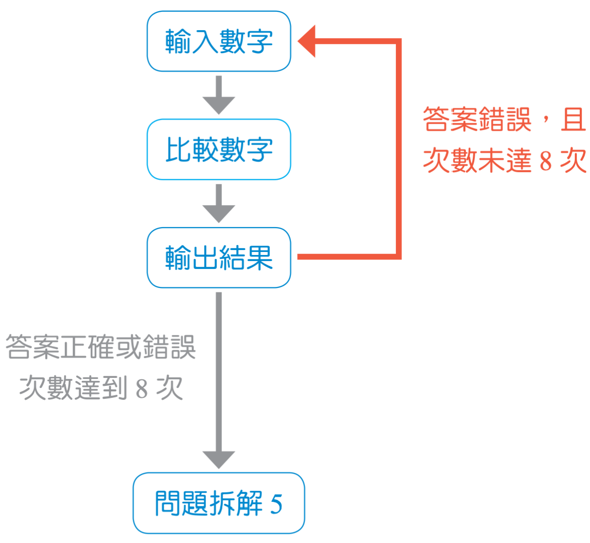 輸入數字
答案錯誤，且
次數未達 8 次
比較數字
輸出結果
答案正確或錯誤
次數達到 8 次
問題拆解 5